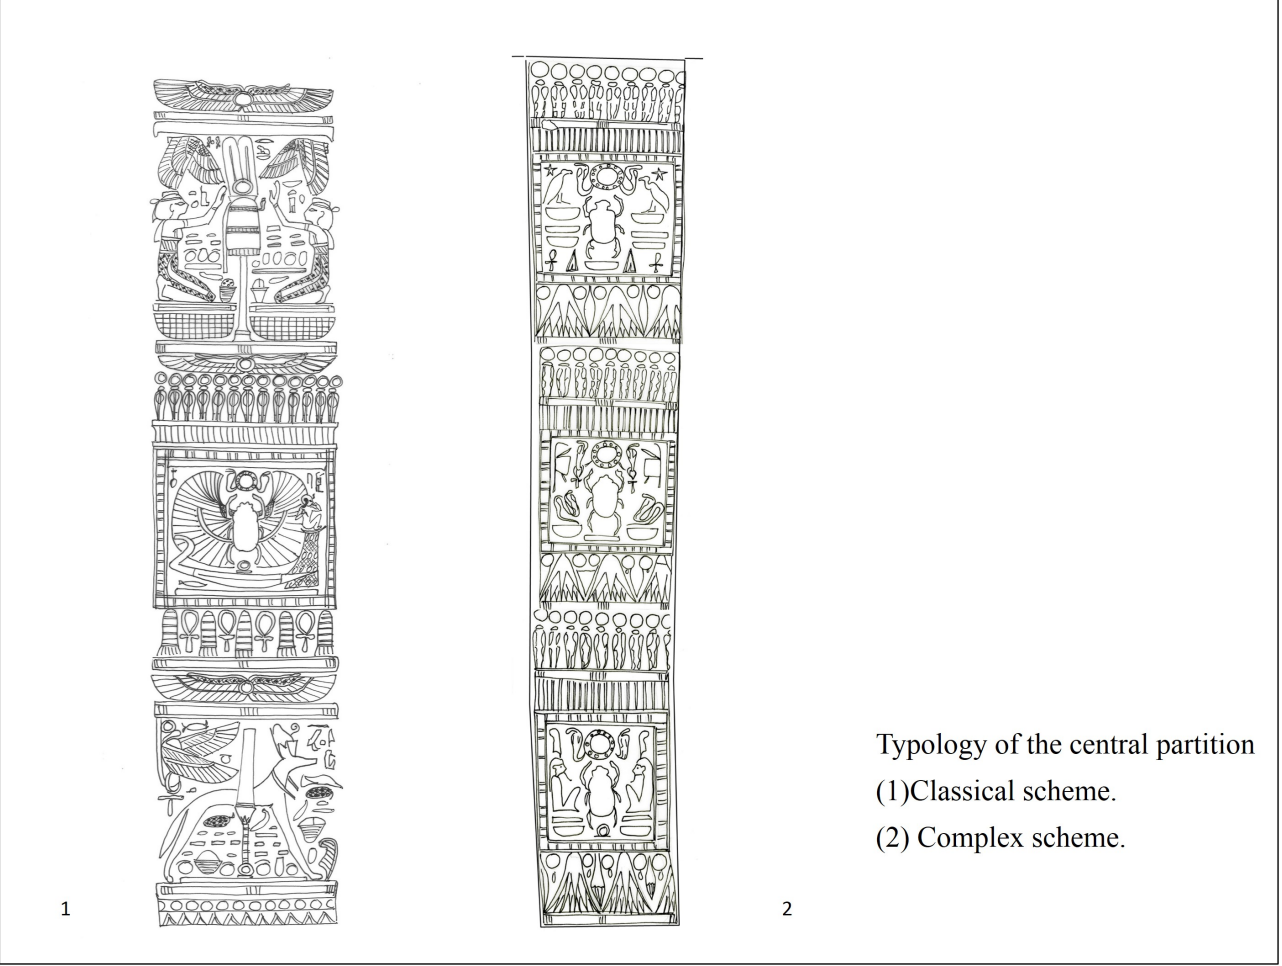 Typology of the central partition
(1)Classical scheme.
(2) Complex scheme.
1
2